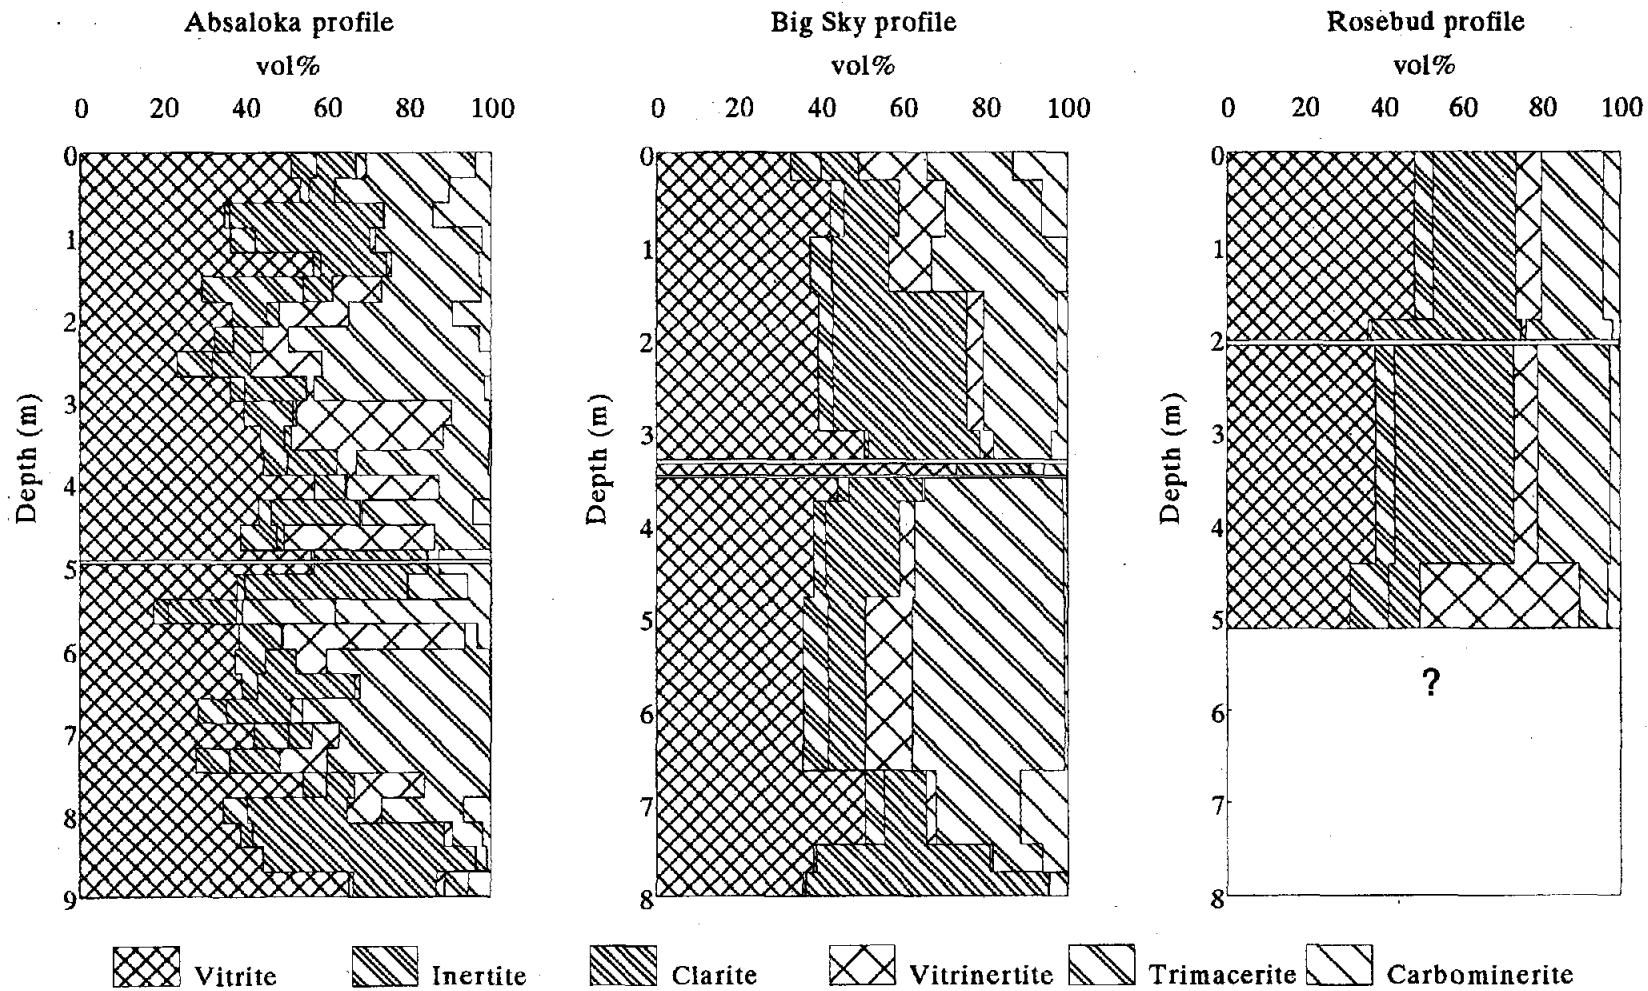 Absaloka profile
vol%
0 20 40 60 80 100
0
1
2
3
4
5
6
7
8
9
Depth (m)
Big Sky profile
vol%
0 20 40 60 80 100
0
1
2
3
4
5
6
7
8
Depth (m)
Rosebud profile
vol%
0 20 40 60 80 100
0
1
2
3
4
5
6
7
8
Depth (m)
?
Vitrite Inertite Clarite Vitrinertite Trimacerite Carbominerite